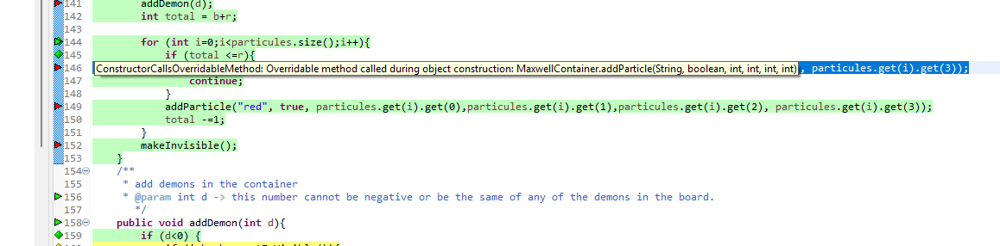 141 addDemon(d);
142 int total = b+r;
143
144 for (int i=0;i<particules.size();i++){
145 if (total <=r){
146 ConstructorCallsOverridableMethod: Overridable method called during object construction: MaxwellContainer.addParticle(String, boolean, int, int, int, int) , particules.get(i).get(3));
147 continue;
148 }
149 addParticle("red", true, particules.get(i).get(0),particules.get(i).get(1),particules.get(i).get(2), particules.get(i).get(3));
150 total -=1;
151 }
152 makeInvisible();
153 }
154 /**
155 * add demons in the container
156 * @param int d -> this number cannot be negative or be the same of any of the demons in the board.
157 */
158 public void addDemon(int d){
159 if (d<0) {